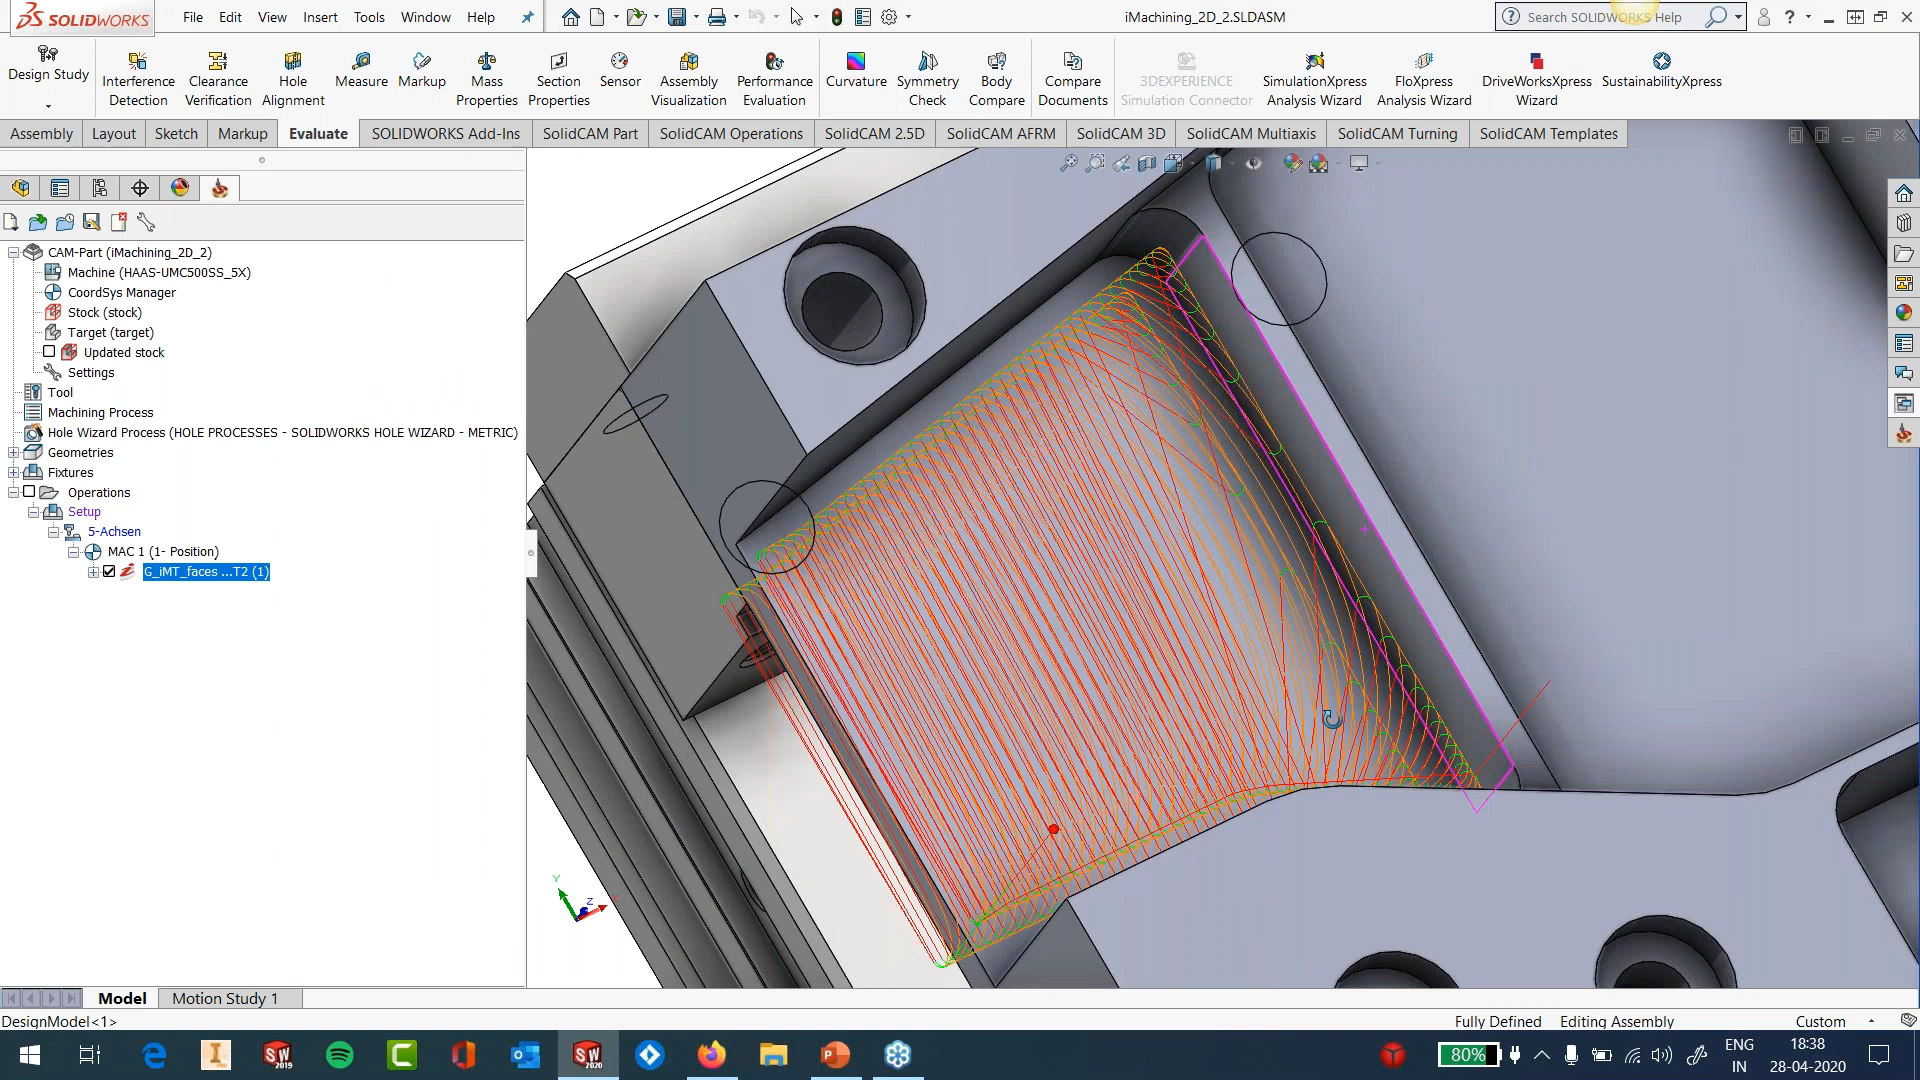 SOLIDWORKS
File Edit View Insert Tools Window Help
iMachining_2D_2.SLDASM
Search SOLIDWORKS Help
Design Study
Interference Detection
Clearance Verification
Hole Alignment
Measure
Markup
Mass Properties
Section Properties
Sensor
Assembly Visualization
Performance Evaluation
Curvature
Symmetry Check
Body Compare
Compare Documents
3DEXPERIENCE Simulation Connector
SimulationXpress Analysis Wizard
FloXpress Analysis Wizard
DriveWorksXpress Wizard
SustainabilityXpress
Assembly Layout Sketch Markup Evaluate SOLIDWORKS Add-Ins SolidCAM Part SolidCAM Operations SolidCAM 2.5D SolidCAM AFRM SolidCAM 3D SolidCAM Multiaxis SolidCAM Turning SolidCAM Templates
CAM-Part (iMachining_2D_2)
Machine (HAAS-UMC500SS_5X)
CoordSys Manager
Stock (stock)
Target (target)
Updated stock
Settings
Tool
Machining Process
Hole Wizard Process (HOLE PROCESSES - SOLIDWORKS HOLE WIZARD - METRIC)
Geometries
Fixtures
Operations
Setup
5-Achsen
MAC 1 (1- Position)
G_iMT_faces ...T2 (1)
Y
Z
Model Motion Study 1
DesignModel<1>
Fully Defined Editing Assembly Custom
SW 2019
SW 2020
80%
ENG
IN
18:38
28-04-2020